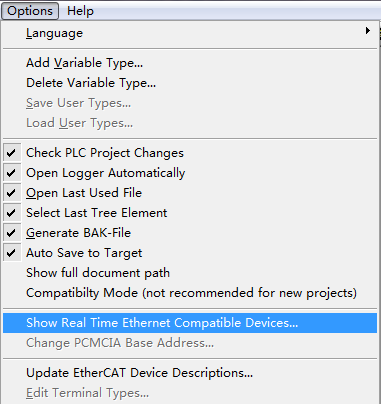 Options Help
Language
Add Variable Type...
Delete Variable Type...
Save User Types...
Load User Types...
Check PLC Project Changes
Open Logger Automatically
Open Last Used File
Select Last Tree Element
Generate BAK-File
Auto Save to Target
Show full document path
Compatibilty Mode (not recommended for new projects)
Show Real Time Ethernet Compatible Devices...
Change PCMCIA Base Address...
Update EtherCAT Device Descriptions...
Edit Terminal Types...